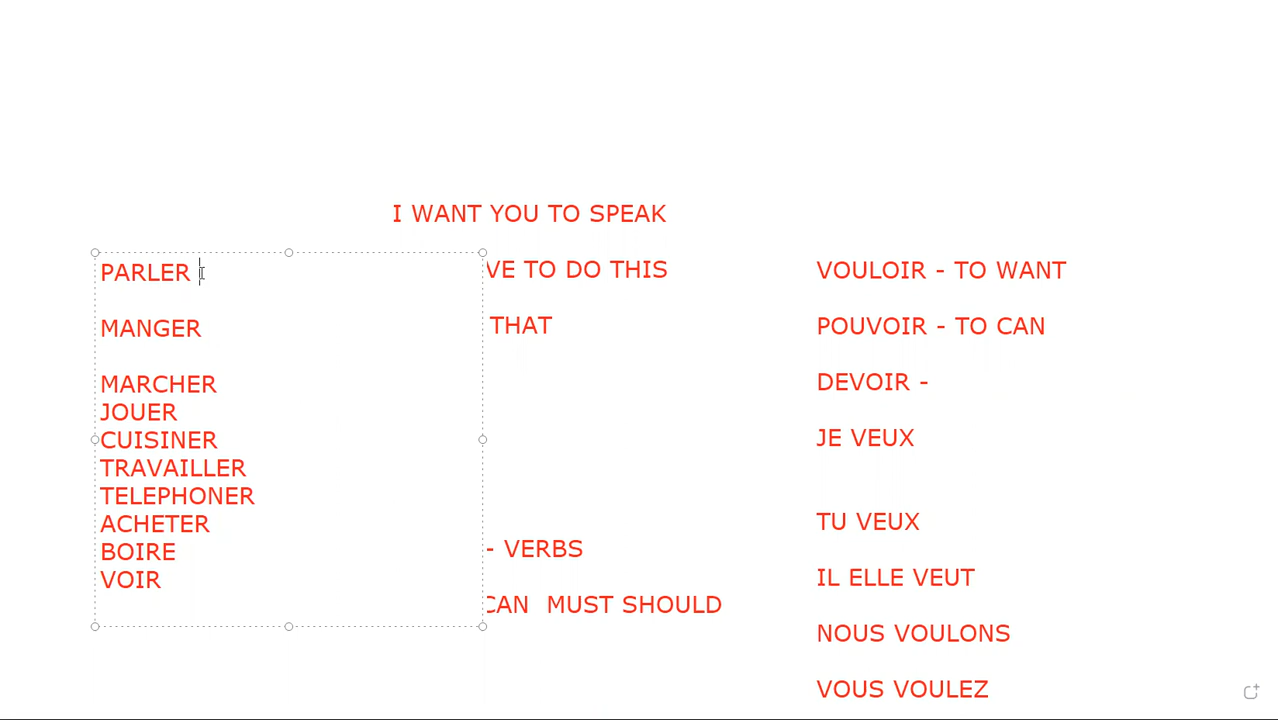 I WANT YOU TO SPEAK
PARLER
MANGER
MARCHER
JOUER
CUISINER
TRAVAILLER
TELEPHONER
ACHETER
BOIRE
VOIR
VE TO DO THIS
THAT
- VERBS
CAN MUST SHOULD
VOULOIR - TO WANT
POUVOIR - TO CAN
DEVOIR -
JE VEUX
TU VEUX
IL ELLE VEUT
NOUS VOULONS
VOUS VOULEZ